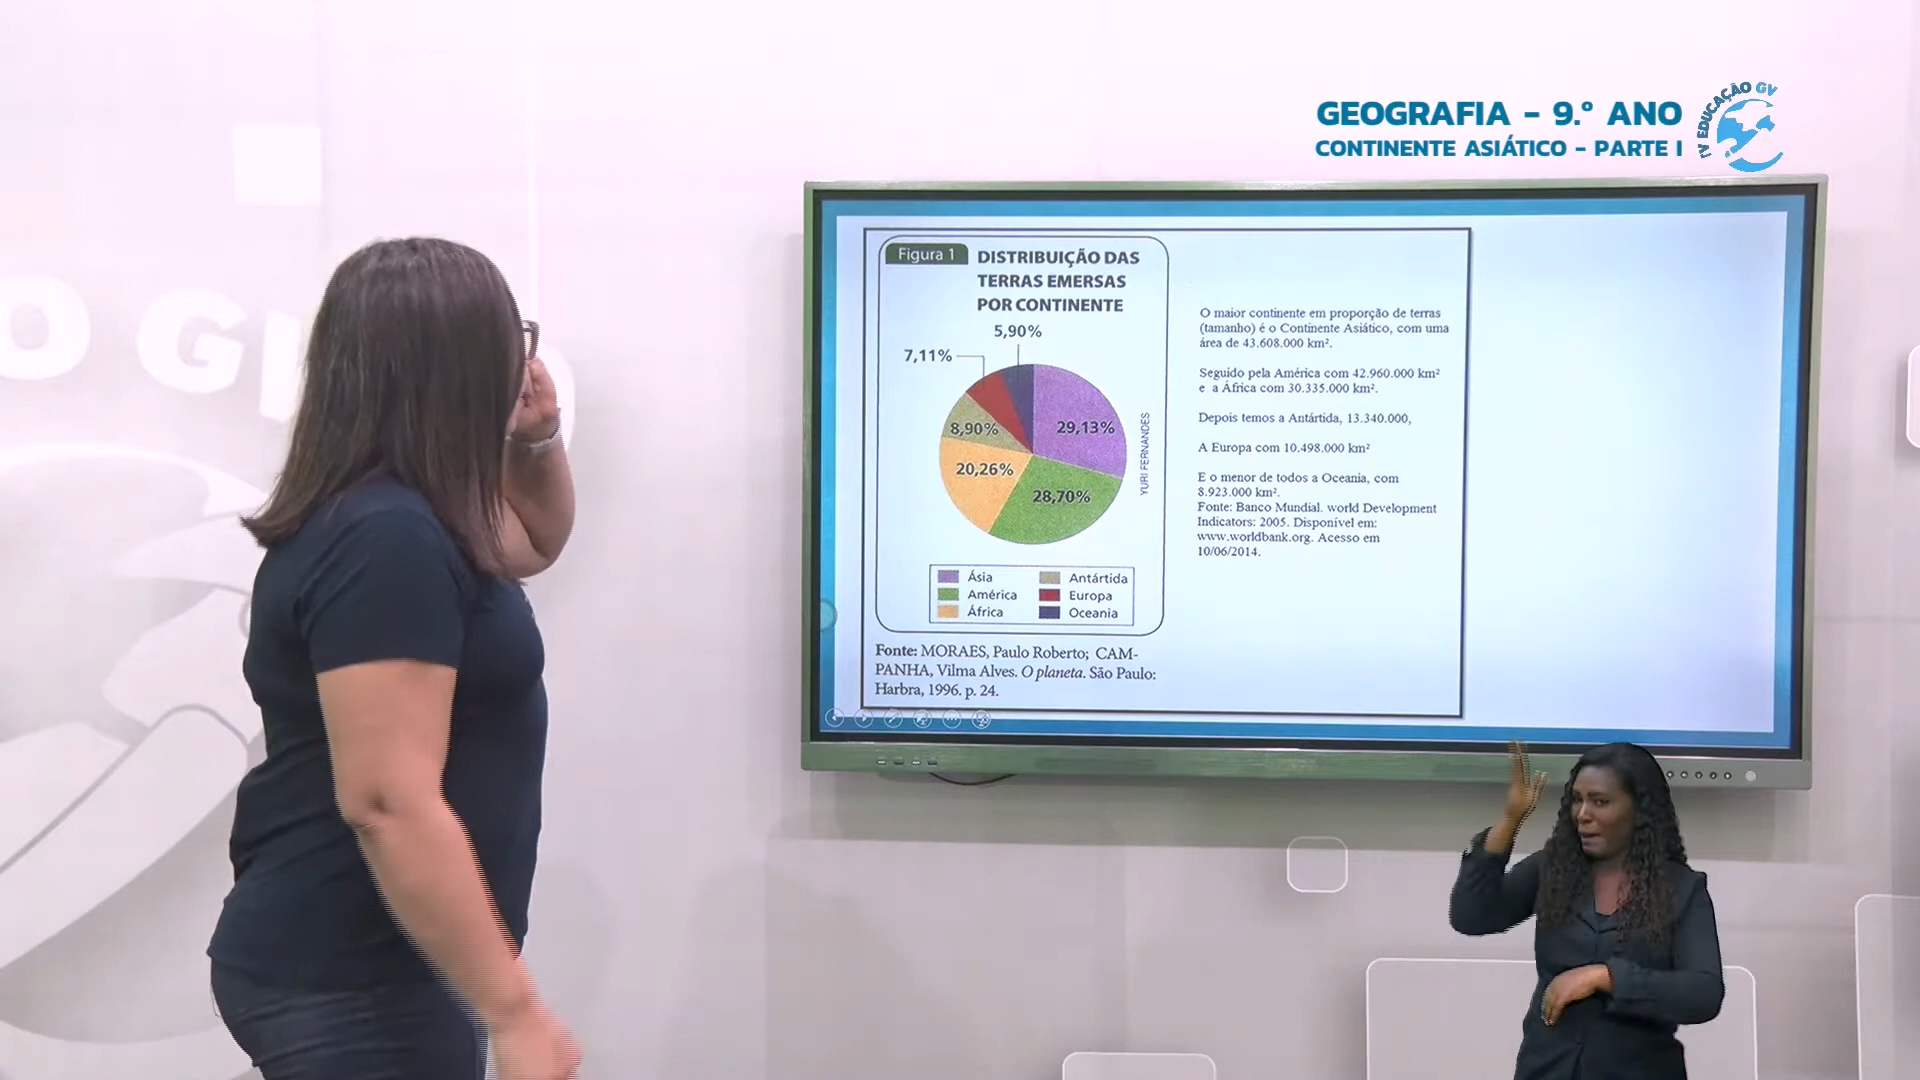 GEOGRAFIA - 9.º ANO
CONTINENTE ASIÁTICO - PARTE I
TV EDUCAÇÃO GV
Figura 1
DISTRIBUIÇÃO DAS
TERRAS EMERSAS
POR CONTINENTE
5,90%
7,11%
8,90%
29,13%
20,26%
28,70%
YURI FERNANDES
Ásia
Antártida
América
Europa
África
Oceania
Fonte: MORAES, Paulo Roberto; CAM-
PANHA, Vilma Alves. O planeta. São Paulo:
Harbra, 1996. p. 24.
O maior continente em proporção de terras
(tamanho) é o Continente Asiático, com uma
área de 43.608.000 km².
Seguido pela América com 42.960.000 km²
e a África com 30.335.000 km².
Depois temos a Antártida, 13.340.000,
A Europa com 10.498.000 km²
E o menor de todos a Oceania, com
8.923.000 km².
Fonte: Banco Mundial. world Development
Indicators: 2005. Disponível em:
www.worldbank.org. Acesso em
10/06/2014.